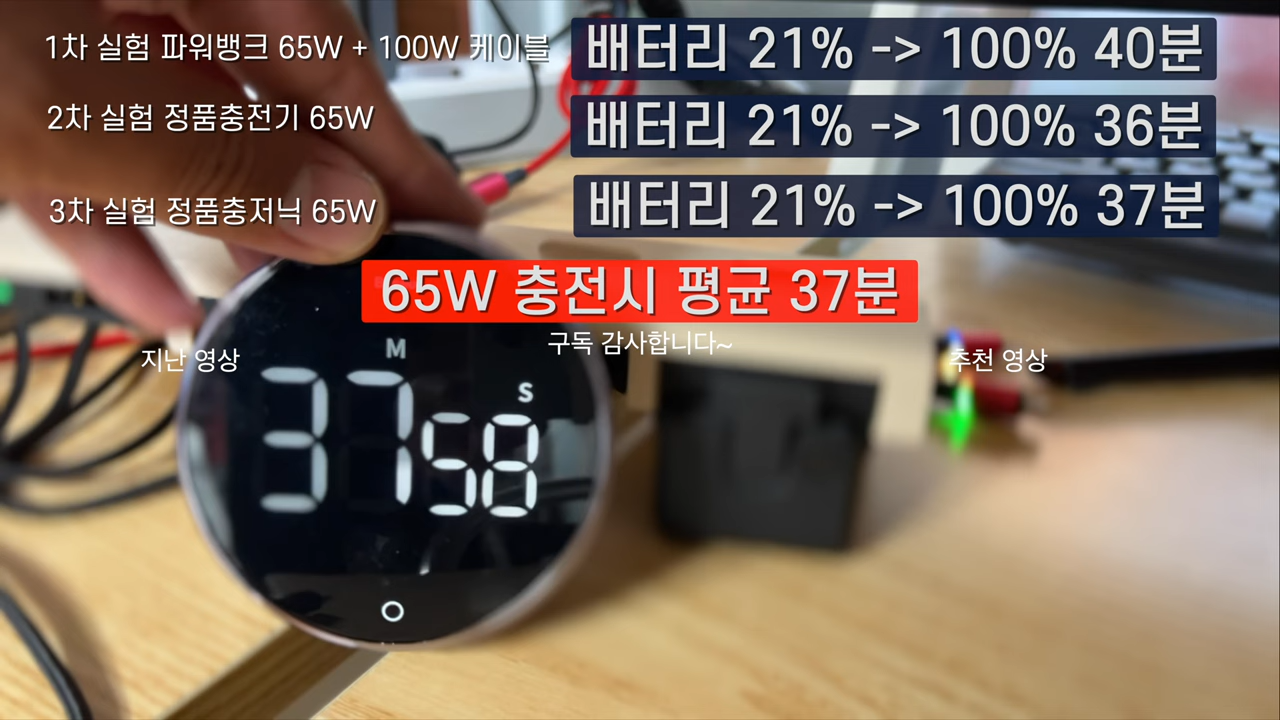 1차 실험 파워뱅크 65W + 100W 케이블
배터리 21% -> 100% 40분
2차 실험 정품충전기 65W
배터리 21% -> 100% 36분
3차 실험 정품충저닉 65W
배터리 21% -> 100% 37분
65W 충전시 평균 37분
구독 감사합니다~
지난 영상
추천 영상
M
S
37 58